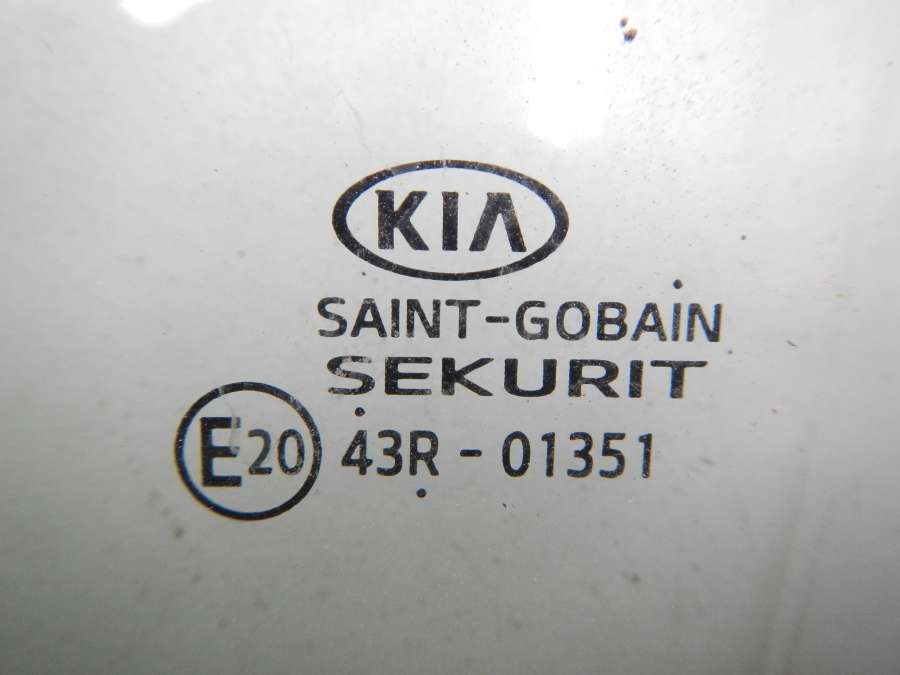 KIA
SAINT-GOBAIN
SEKURIT
E20 43R - 01351